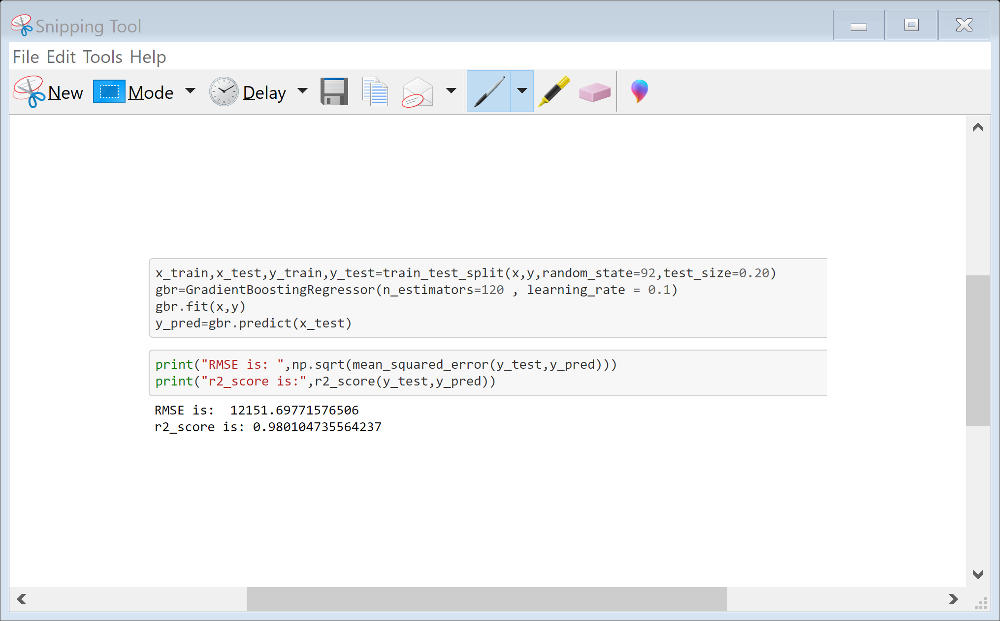 Snipping Tool
File Edit Tools Help
New Mode Delay
x_train,x_test,y_train,y_test=train_test_split(x,y,random_state=92,test_size=0.20)
gbr=GradientBoostingRegressor(n_estimators=120 , learning_rate = 0.1)
gbr.fit(x,y)
y_pred=gbr.predict(x_test)
print("RMSE is: ",np.sqrt(mean_squared_error(y_test,y_pred)))
print("r2_score is:",r2_score(y_test,y_pred))
RMSE is:  12151.69771576506
r2_score is: 0.980104735564237